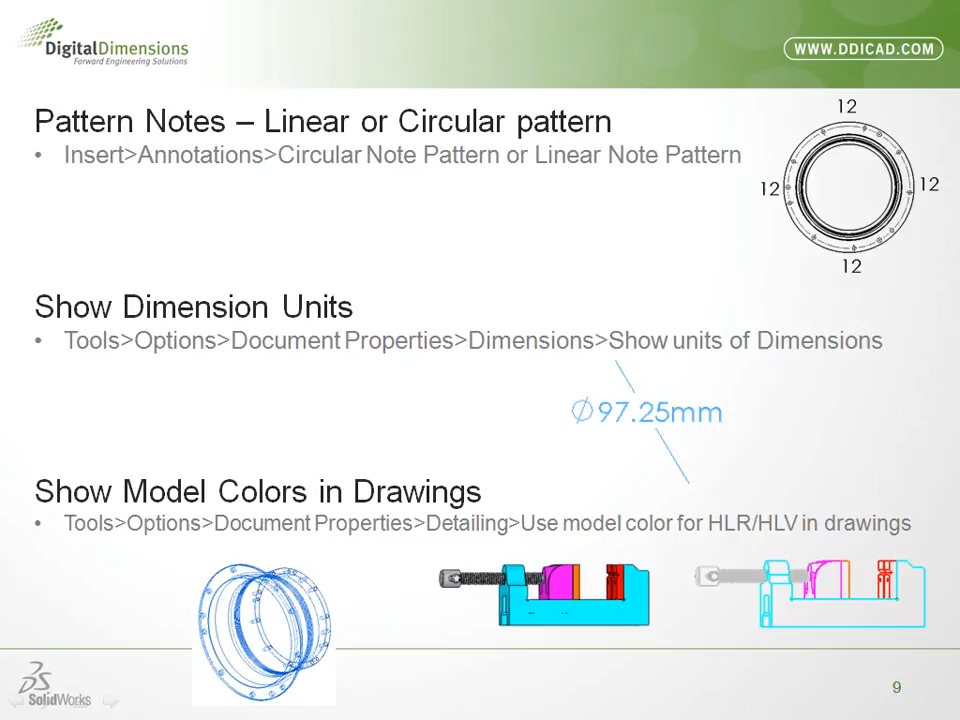 DigitalDimensions
Forward Engineering Solutions
WWW.DDICAD.COM
Pattern Notes – Linear or Circular pattern
• Insert>Annotations>Circular Note Pattern or Linear Note Pattern
12
12
12
12
Show Dimension Units
• Tools>Options>Document Properties>Dimensions>Show units of Dimensions
∅97.25mm
Show Model Colors in Drawings
• Tools>Options>Document Properties>Detailing>Use model color for HLR/HLV in drawings
SolidWorks
9